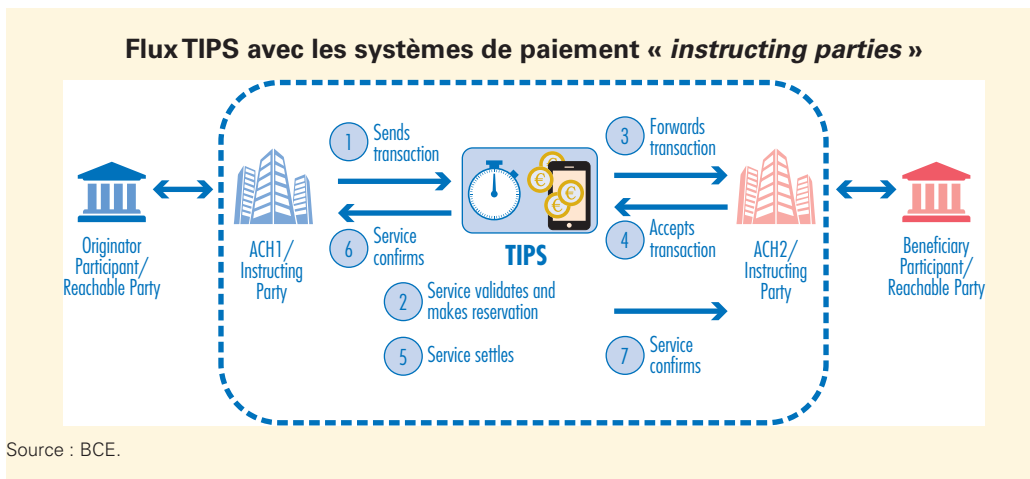 Flux TIPS avec les systèmes de paiement « instructing parties »
1
Sends
transaction
3
Forwards
transaction
Originator
Participant/
Reachable Party
ACH1/
Instructing
Party
6
Service
confirms
TIPS
4
Accepts
transaction
ACH2/
Instructing
Party
Beneficiary
Participant/
Reachable Party
2
Service validates and
makes reservation
5
Service settles
7
Service
confirms
Source : BCE.